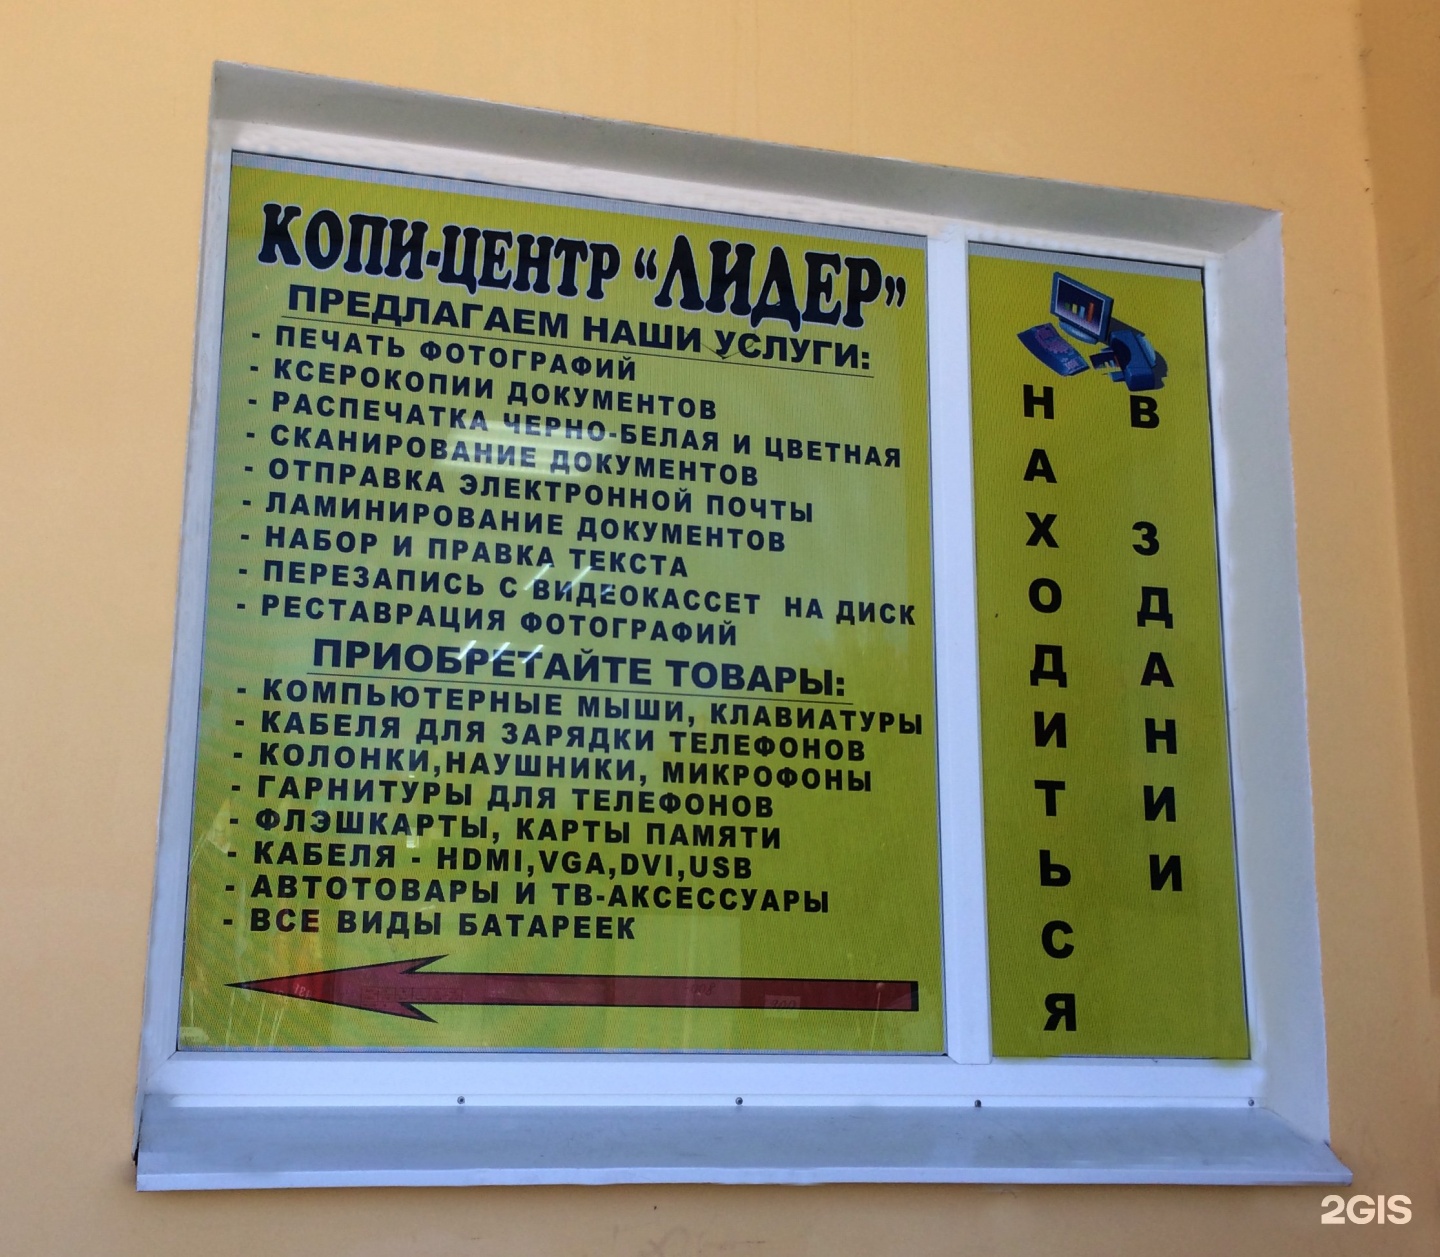 КОПИ-ЦЕНТР "ЛИДЕР"
ПРЕДЛАГАЕМ НАШИ УСЛУГИ:
- ПЕЧАТЬ ФОТОГРАФИЙ
- КСЕРОКОПИИ ДОКУМЕНТОВ
- РАСПЕЧАТКА ЧЕРНО-БЕЛАЯ И ЦВЕТНАЯ
- СКАНИРОВАНИЕ ДОКУМЕНТОВ
- ОТПРАВКА ЭЛЕКТРОННОЙ ПОЧТЫ
- ЛАМИНИРОВАНИЕ ДОКУМЕНТОВ
- НАБОР И ПРАВКА ТЕКСТА
- ПЕРЕЗАПИСЬ С ВИДЕОКАССЕТ НА ДИСК
- РЕСТАВРАЦИЯ ФОТОГРАФИЙ
ПРИОБРЕТАЙТЕ ТОВАРЫ:
- КОМПЬЮТЕРНЫЕ МЫШИ, КЛАВИАТУРЫ
- КАБЕЛЯ ДЛЯ ЗАРЯДКИ ТЕЛЕФОНОВ
- КОЛОНКИ,НАУШНИКИ, МИКРОФОНЫ
- ГАРНИТУРЫ ДЛЯ ТЕЛЕФОНОВ
- ФЛЭШКАРТЫ, КАРТЫ ПАМЯТИ
- КАБЕЛЯ - HDMI,VGA,DVI,USB
- АВТОТОВАРЫ И ТВ-АКСЕССУАРЫ
- ВСЕ ВИДЫ БАТАРЕЕК
НАХОДИТЬСЯ
В ЗДАНИИ
2GIS